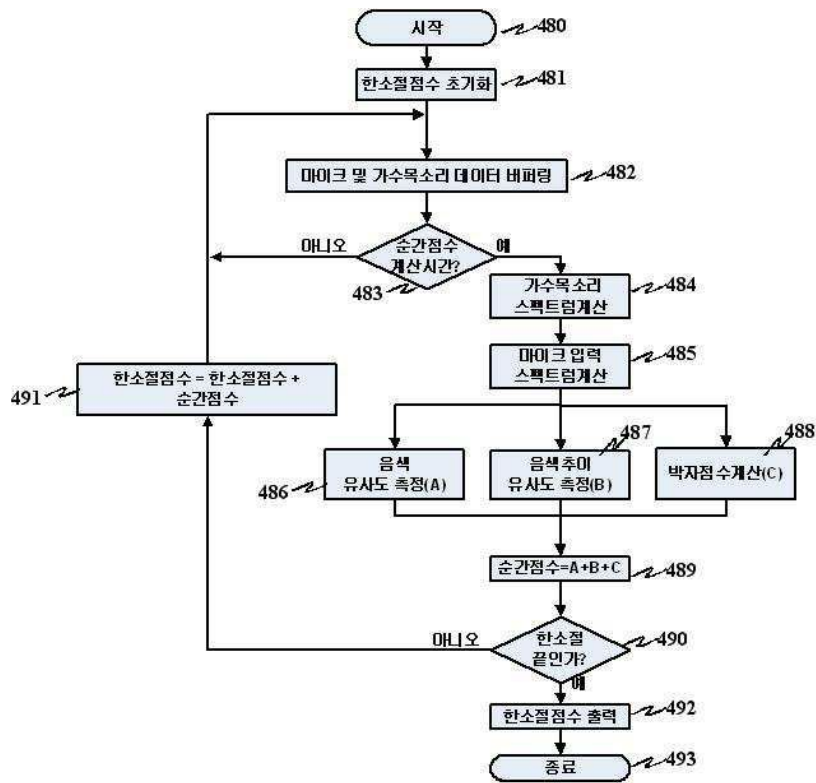 시작
480
한소절점수 초기화
481
마이크 및 가수목소리 데이터 버퍼링
482
아니오
순간점수
계산시간?
예
483
가수목소리
스펙트럼계산
484
마이크 입력
스펙트럼계산
485
491
한소절점수 = 한소절점수 +
순간점수
음색
유사도 측정(A)
486
음색추이
유사도 측정(B)
487
박자점수계산(C)
488
순간점수=A+B+C
489
아니오
한소절
끝인가?
490
예
한소절점수 출력
492
종료
493